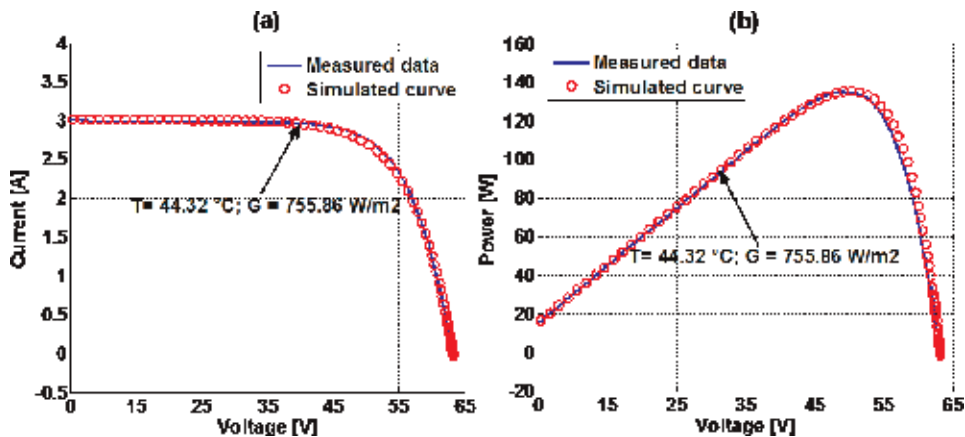 (a)
Current [A]
4
3.5
3
2.5
2
1.5
1
0.5
0
-0.5
Measured data
Simulated curve
T= 44.32 °C; G = 755.86 W/m2
0 15 25 35 45 55 65
Voltage [V]
(b)
Power [W]
160
140
120
100
80
60
40
20
0
-20
Measured data
Simulated curve
T= 44.32 °C; G = 755.86 W/m2
0 15 25 35 45 55 65
Voltage [V]